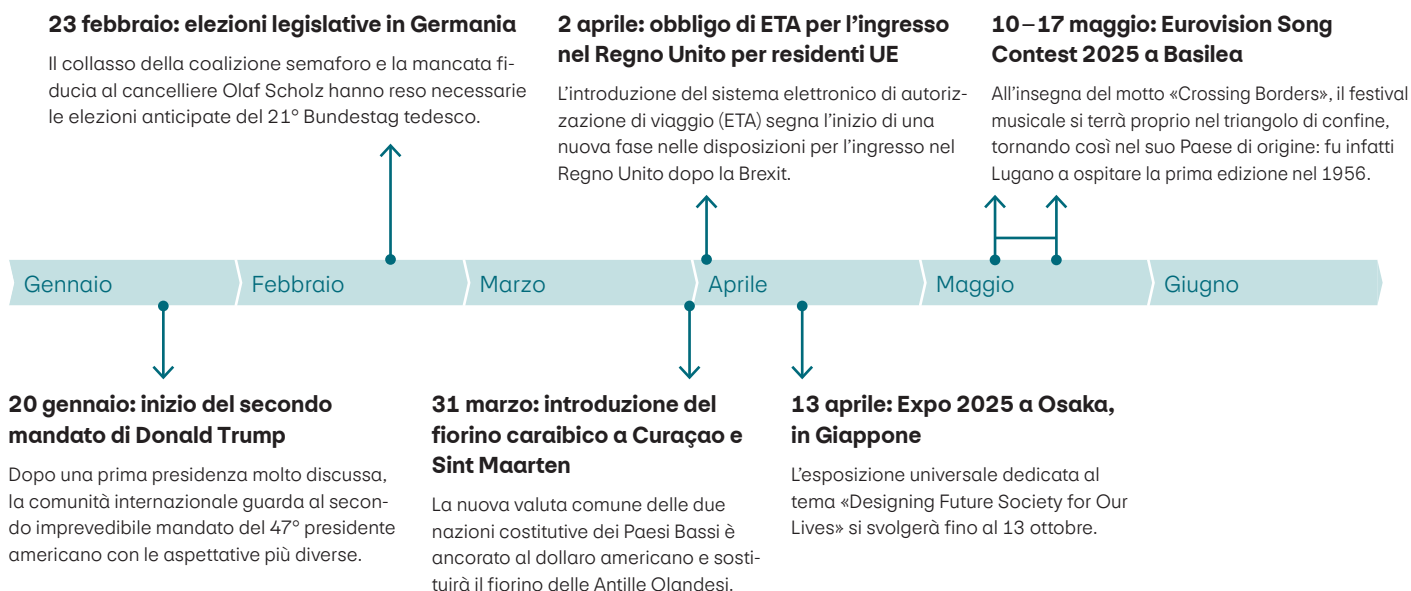 23 febbraio: elezioni legislative in Germania
Il collasso della coalizione semaforo e la mancata fi-
ducia al cancelliere Olaf Scholz hanno reso necessarie
le elezioni anticipate del 21° Bundestag tedesco.
2 aprile: obbligo di ETA per l’ingresso
nel Regno Unito per residenti UE
L’introduzione del sistema elettronico di autoriz-
zazione di viaggio (ETA) segna l’inizio di una
nuova fase nelle disposizioni per l’ingresso nel
Regno Unito dopo la Brexit.
10–17 maggio: Eurovision Song
Contest 2025 a Basilea
All’insegna del motto «Crossing Borders», il festival
musicale si terrà proprio nel triangolo di confine,
tornando così nel suo Paese di origine: fu infatti
Lugano a ospitare la prima edizione nel 1956.
Gennaio
Febbraio
Marzo
Aprile
Maggio
Giugno
20 gennaio: inizio del secondo
mandato di Donald Trump
Dopo una prima presidenza molto discussa,
la comunità internazionale guarda al secon-
do imprevedibile mandato del 47° presidente
americano con le aspettative più diverse.
31 marzo: introduzione del
fiorino caraibico a Curaçao e
Sint Maarten
La nuova valuta comune delle due
nazioni costitutive dei Paesi Bassi è
ancorato al dollaro americano e sosti-
tuirà il fiorino delle Antille Olandesi.
13 aprile: Expo 2025 a Osaka,
in Giappone
L’esposizione universale dedicata al
tema «Designing Future Society for Our
Lives» si svolgerà fino al 13 ottobre.